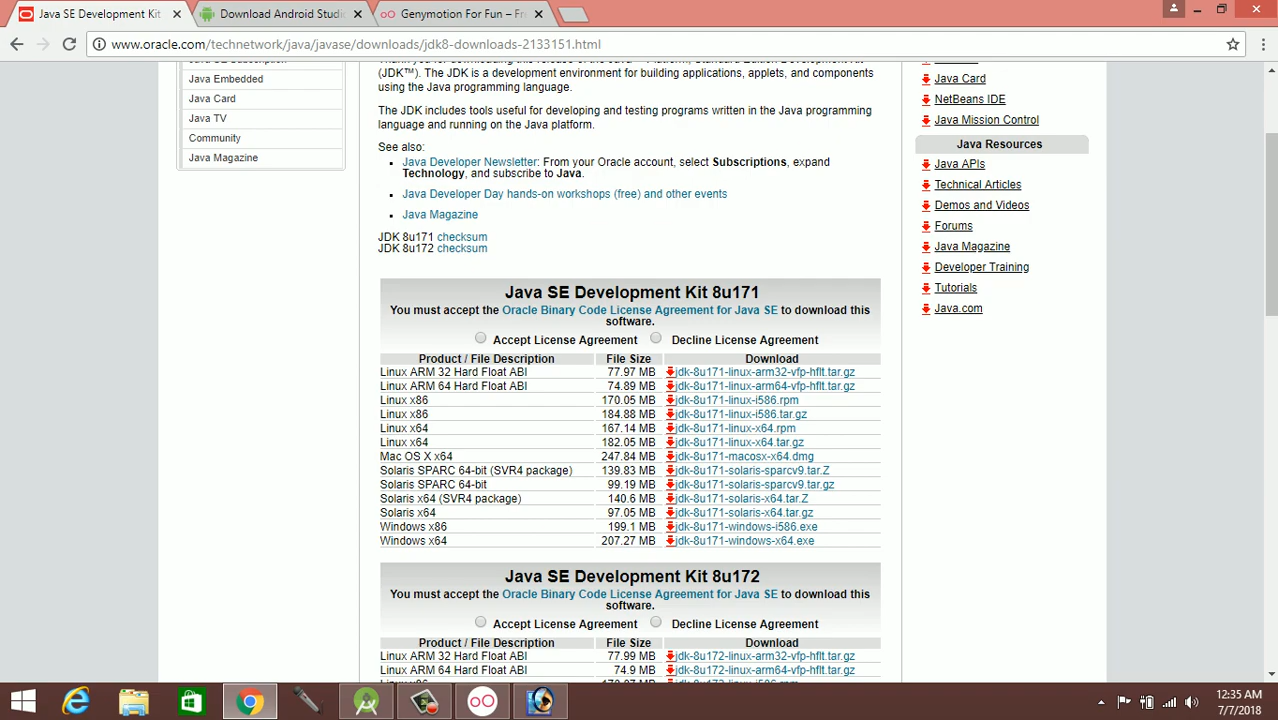 Java SE Development Kit
Download Android Studi
Genymotion For Fun – Fr
www.oracle.com/technetwork/java/javase/downloads/jdk8-downloads-2133151.html
Java Embedded
Java Card
Java TV
Community
Java Magazine
(JDK™). The JDK is a development environment for building applications, applets, and components
using the Java programming language.
The JDK includes tools useful for developing and testing programs written in the Java programming
language and running on the Java platform.
See also:
Java Developer Newsletter: From your Oracle account, select Subscriptions, expand
Technology, and subscribe to Java.
Java Developer Day hands-on workshops (free) and other events
Java Magazine
JDK 8u171 checksum
JDK 8u172 checksum
Java SE Development Kit 8u171
You must accept the Oracle Binary Code License Agreement for Java SE to download this
software.
Accept License Agreement Decline License Agreement
Product / File Description File Size Download
Linux ARM 32 Hard Float ABI 77.97 MB jdk-8u171-linux-arm32-vfp-hflt.tar.gz
Linux ARM 64 Hard Float ABI 74.89 MB jdk-8u171-linux-arm64-vfp-hflt.tar.gz
Linux x86 170.05 MB jdk-8u171-linux-i586.rpm
Linux x86 184.88 MB jdk-8u171-linux-i586.tar.gz
Linux x64 167.14 MB jdk-8u171-linux-x64.rpm
Linux x64 182.05 MB jdk-8u171-linux-x64.tar.gz
Mac OS X x64 247.84 MB jdk-8u171-macosx-x64.dmg
Solaris SPARC 64-bit (SVR4 package) 139.83 MB jdk-8u171-solaris-sparcv9.tar.Z
Solaris SPARC 64-bit 99.19 MB jdk-8u171-solaris-sparcv9.tar.gz
Solaris x64 (SVR4 package) 140.6 MB jdk-8u171-solaris-x64.tar.Z
Solaris x64 97.05 MB jdk-8u171-solaris-x64.tar.gz
Windows x86 199.1 MB jdk-8u171-windows-i586.exe
Windows x64 207.27 MB jdk-8u171-windows-x64.exe
Java SE Development Kit 8u172
You must accept the Oracle Binary Code License Agreement for Java SE to download this
software.
Accept License Agreement Decline License Agreement
Product / File Description File Size Download
Linux ARM 32 Hard Float ABI 77.99 MB jdk-8u172-linux-arm32-vfp-hflt.tar.gz
Linux ARM 64 Hard Float ABI 74.9 MB jdk-8u172-linux-arm64-vfp-hflt.tar.gz
Java Card
NetBeans IDE
Java Mission Control
Java Resources
Java APIs
Technical Articles
Demos and Videos
Forums
Java Magazine
Developer Training
Tutorials
Java.com
12:35 AM
7/7/2018